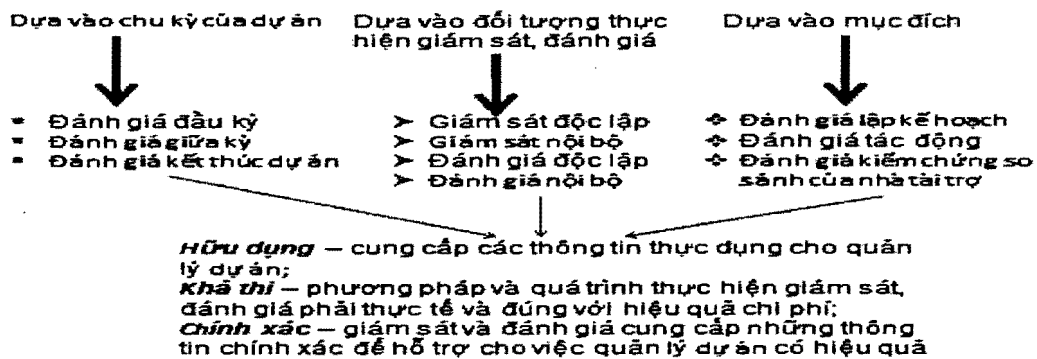 Dựa vào chu kỳ của dự án
Dựa vào đối tượng thực
hiện giám sát, đánh giá
Dựa vào mục đích
▪ Đánh giá đầu kỳ
▪ Đánh giá giữa kỳ
▪ Đánh giá kết thúc dự án
➢ Giám sát độc lập
➢ Giám sát nội bộ
➢ Đánh giá độc lập
➢ Đánh giá nội bộ
❖ Đánh giá lập kế hoạch
❖ Đánh giá tác động
❖ Đánh giá kiểm chứng so
sánh của nhà tài trợ
Hữu dụng – cung cấp các thông tin thực dụng cho quản
lý dự án;
Khả thi – phương pháp và quá trình thực hiện giám sát,
đánh giá phải thực tế và đúng với hiệu quả chi phí;
Chính xác – giám sát và đánh giá cung cấp những thông
tin chính xác để hỗ trợ cho việc quản lý dự án có hiệu quả